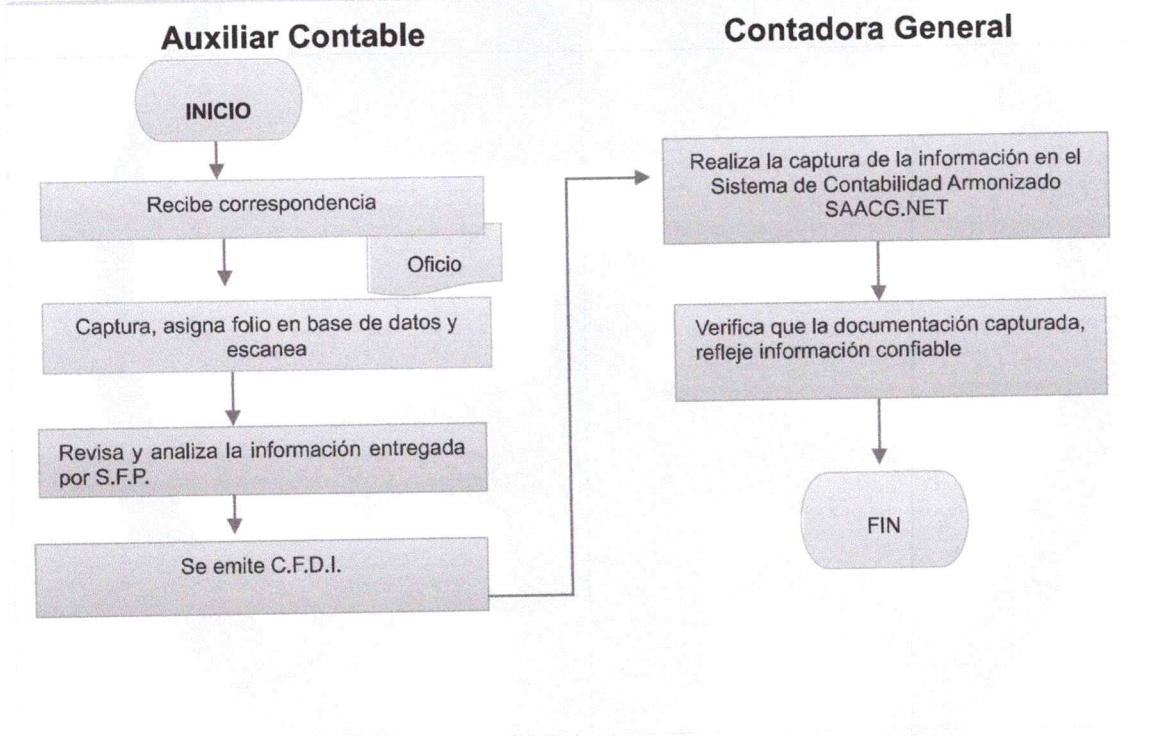 Auxiliar Contable
INICIO
Recibe correspondencia
Oficio
Captura, asigna folio en base de datos y
escanea
Revisa y analiza la información entregada
por S.F.P.
Se emite C.F.D.I.
Contadora General
Realiza la captura de la información en el
Sistema de Contabilidad Armonizado
SAACG.NET
Verifica que la documentación capturada,
refleje información confiable
FIN